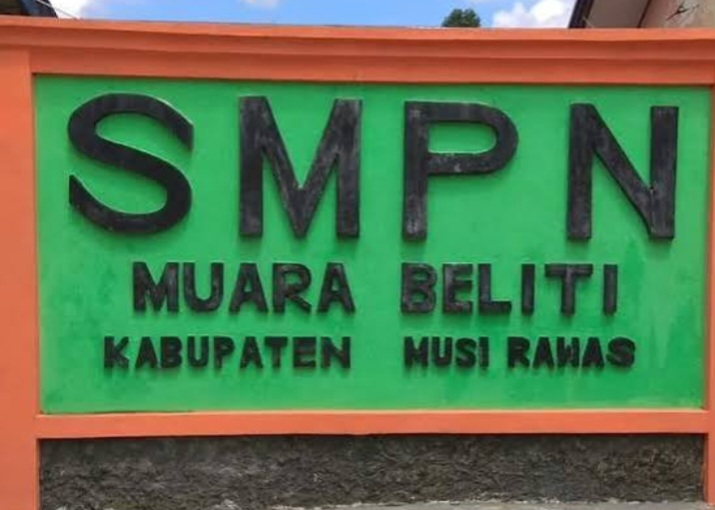 SMPN
MUARA BELITI
KABUPATEN MUSI RAWAS